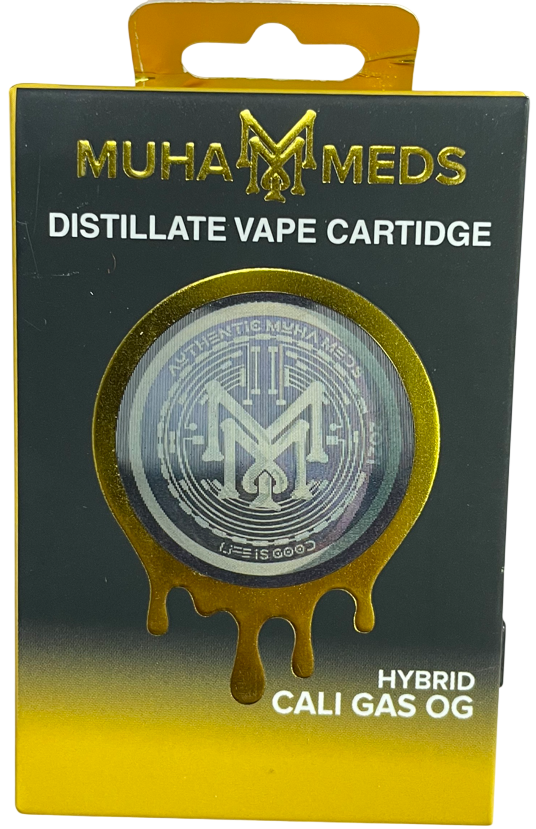 MUHA MEDS
DISTILLATE VAPE CARTIDGE
AUTHENTIC MUHA MEDS
LIFE IS GOOD
HYBRID
CALI GAS OG